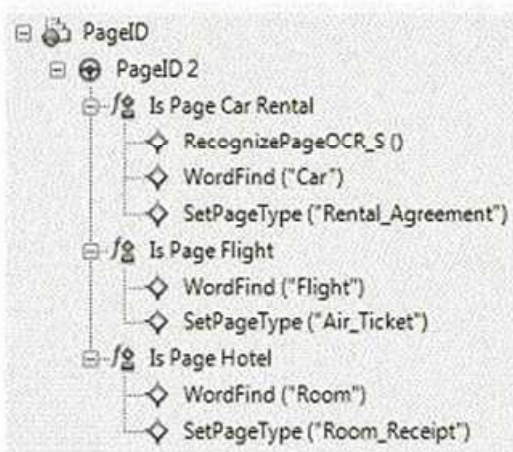 PageID
PageID 2
Is Page Car Rental
RecognizePageOCR_S ()
WordFind ("Car")
SetPageType ("Rental_Agreement")
Is Page Flight
WordFind ("Flight")
SetPageType ("Air_Ticket")
Is Page Hotel
WordFind ("Room")
SetPageType ("Room_Receipt")